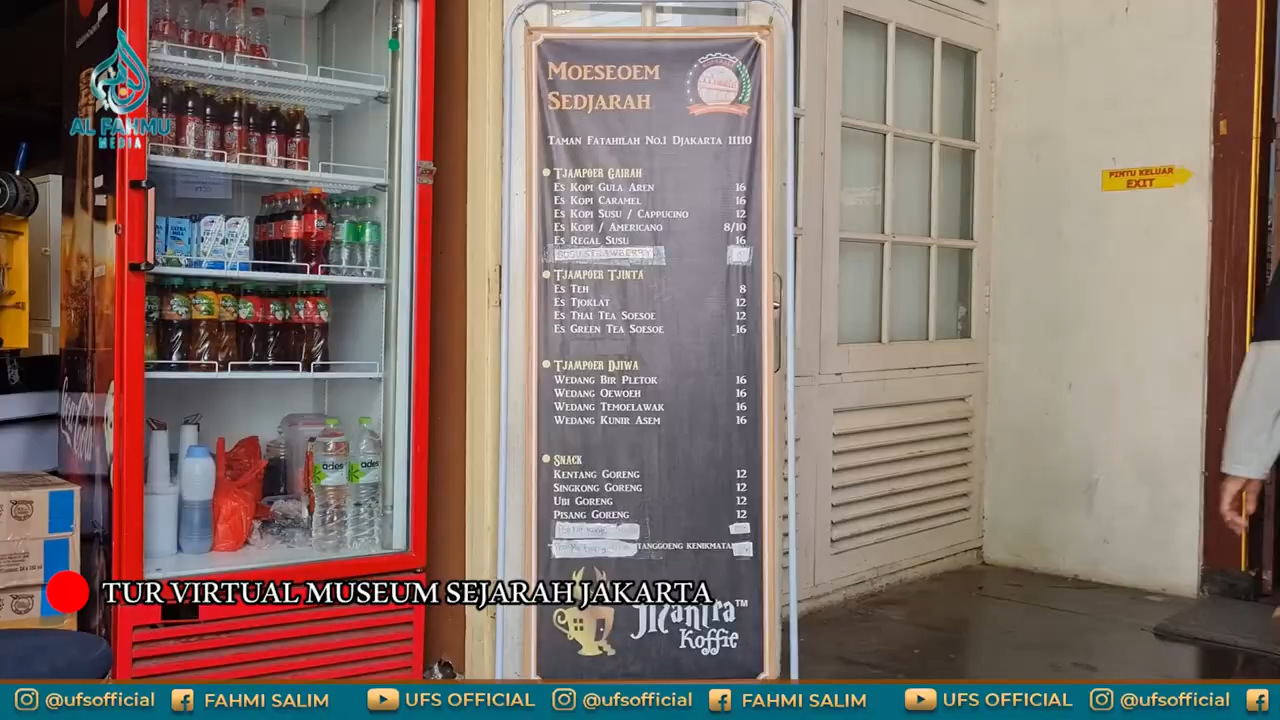 AL FAHMU
MEDIA
MOESEOEM
SEDJARAH
TAMAN FATAHILAH NO.1 DJAKARTA 11110
TJAMPOER GAIRAH
ES KOPI GULA AREN 16
ES KOPI CARAMEL 16
ES KOPI SUSU / CAPPUCINO 12
ES KOPI / AMERICANO 8/10
ES REGAL SUSU 16
TJAMPOER TJINTA
ES TEH 8
ES TJOKLAT 12
ES THAI TEA SOESOE 12
ES GREEN TEA SOESOE 16
TJAMPOER DJIWA
WEDANG BIR PLETOK 16
WEDANG OEWOEH 16
WEDANG TEMOELAWAK 16
WEDANG KUNIR ASEM 16
SNACK
KENTANG GORENG 12
SINGKONG GORENG 12
UBI GORENG 12
PISANG GORENG 12
TANGGOENG KENIKMATA
Mantra™
Koffie
PINTU KELUAR
EXIT
ades
ades
TUR VIRTUAL MUSEUM SEJARAH JAKARTA
@ufsofficial FAHMI SALIM UFS OFFICIAL @ufsofficial FAHMI SALIM UFS OFFICIAL @ufsofficial